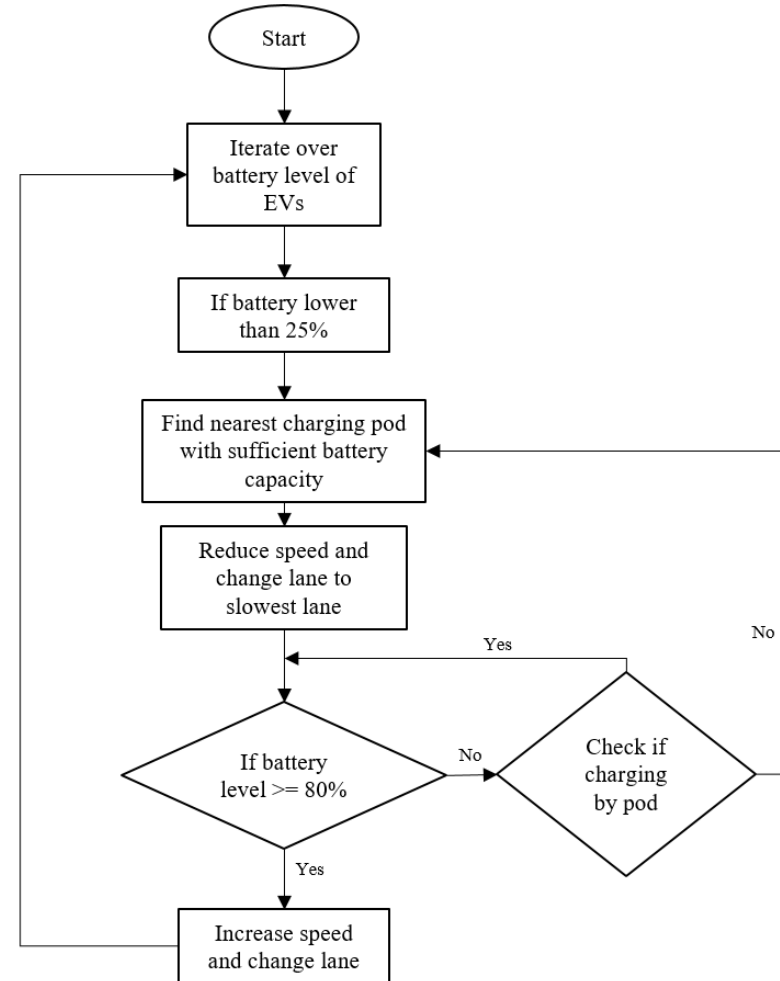 Start
Iterate over
battery level of
EVs
If battery lower
than 25%
Find nearest charging pod
with sufficient battery
capacity
Reduce speed and
change lane to
slowest lane
Yes
No
If battery
level >= 80%
No
Check if
charging
by pod
Yes
Increase speed
and change lane